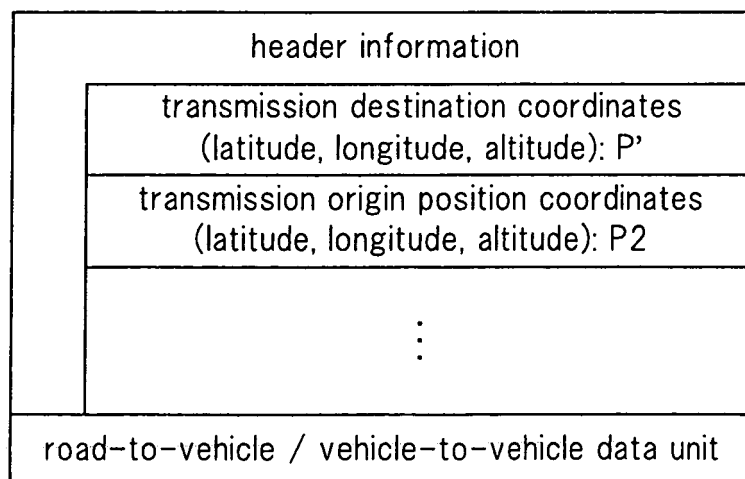 header information
transmission destination coordinates
(latitude, longitude, altitude): P'
transmission origin position coordinates
(latitude, longitude, altitude): P2
⋮
road-to-vehicle / vehicle-to-vehicle data unit